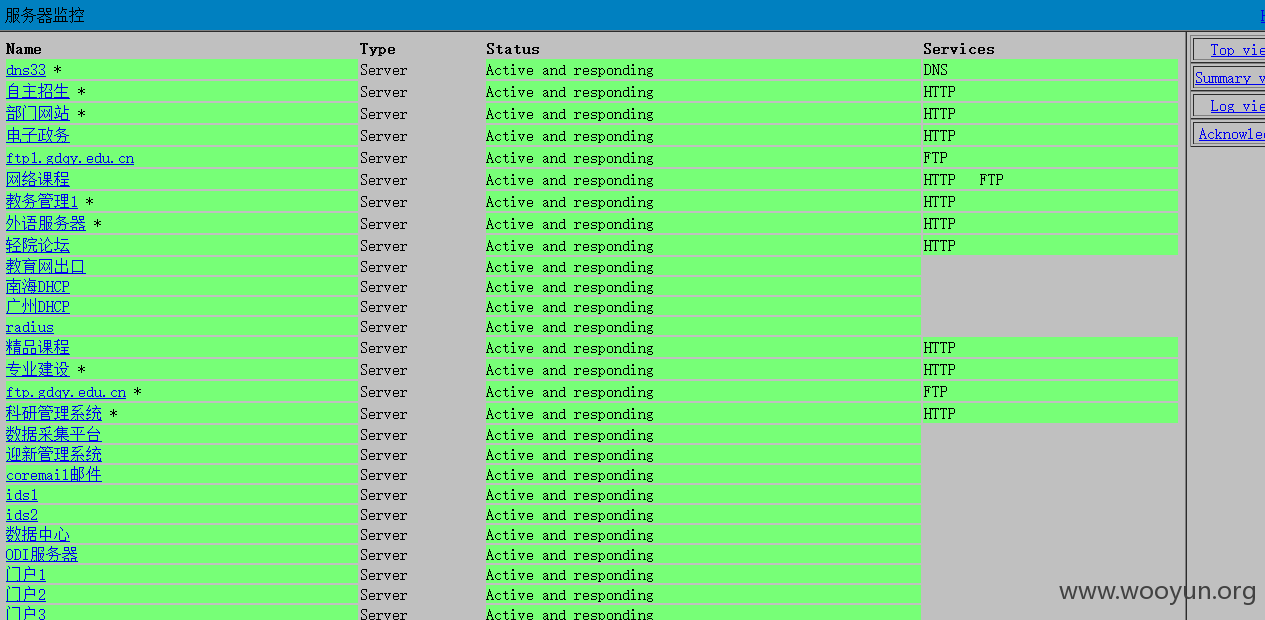 服务器监控
Name Type Status Services
dns33 * Server Active and responding DNS
自主招生 * Server Active and responding HTTP
部门网站 * Server Active and responding HTTP
电子政务 Server Active and responding HTTP
ftp1.gdqy.edu.cn Server Active and responding FTP
网络课程 Server Active and responding HTTP FTP
教务管理1 * Server Active and responding HTTP
外语服务器 * Server Active and responding HTTP
轻院论坛 Server Active and responding HTTP
教育网出口 Server Active and responding
南海DHCP Server Active and responding
广州DHCP Server Active and responding
radius Server Active and responding
精品课程 Server Active and responding HTTP
专业建设 * Server Active and responding HTTP
ftp.gdqy.edu.cn * Server Active and responding FTP
科研管理系统 * Server Active and responding HTTP
数据采集平台 Server Active and responding
迎新管理系统 Server Active and responding
coremail邮件 Server Active and responding
ids1 Server Active and responding
ids2 Server Active and responding
数据中心 Server Active and responding
ODI服务器 Server Active and responding
门户1 Server Active and responding
门户2 Server Active and responding
门户3 Server Active and responding
Top vie
Summary v
Log vie
Acknowle
www.wooyun.org